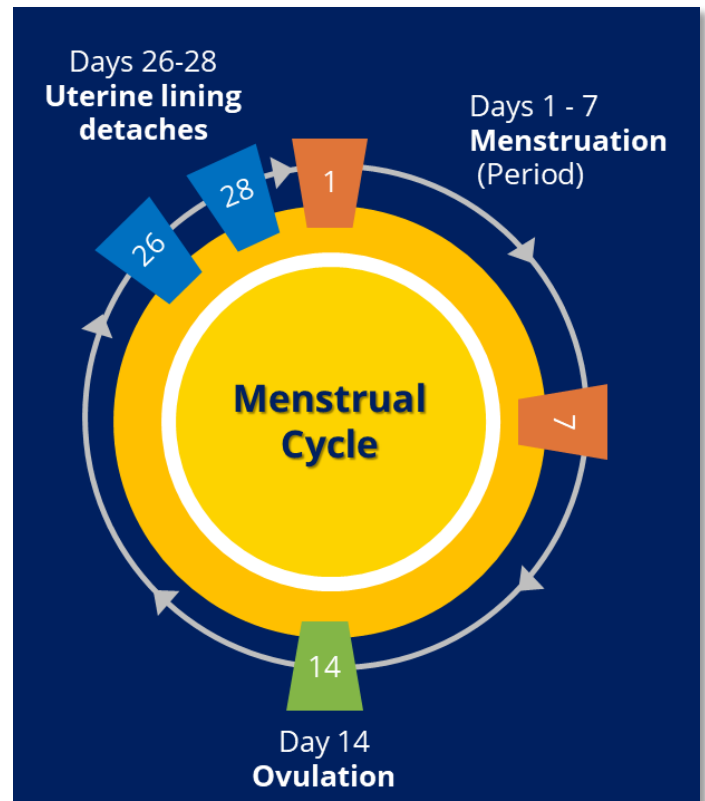 Days 26-28
Uterine lining
detaches
Days 1 - 7
Menstruation
(Period)
28
1
26
7
Menstrual
Cycle
14
Day 14
Ovulation